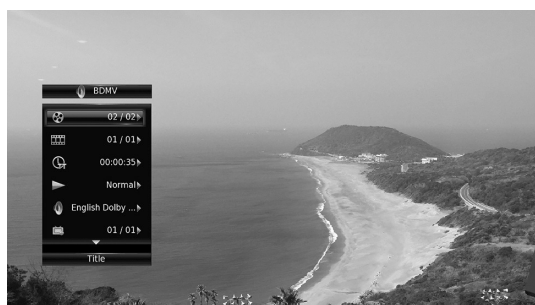 BDMV
02 / 02
01 / 01
00:00:35
Normal
English Dolby ...
01 / 01
Title